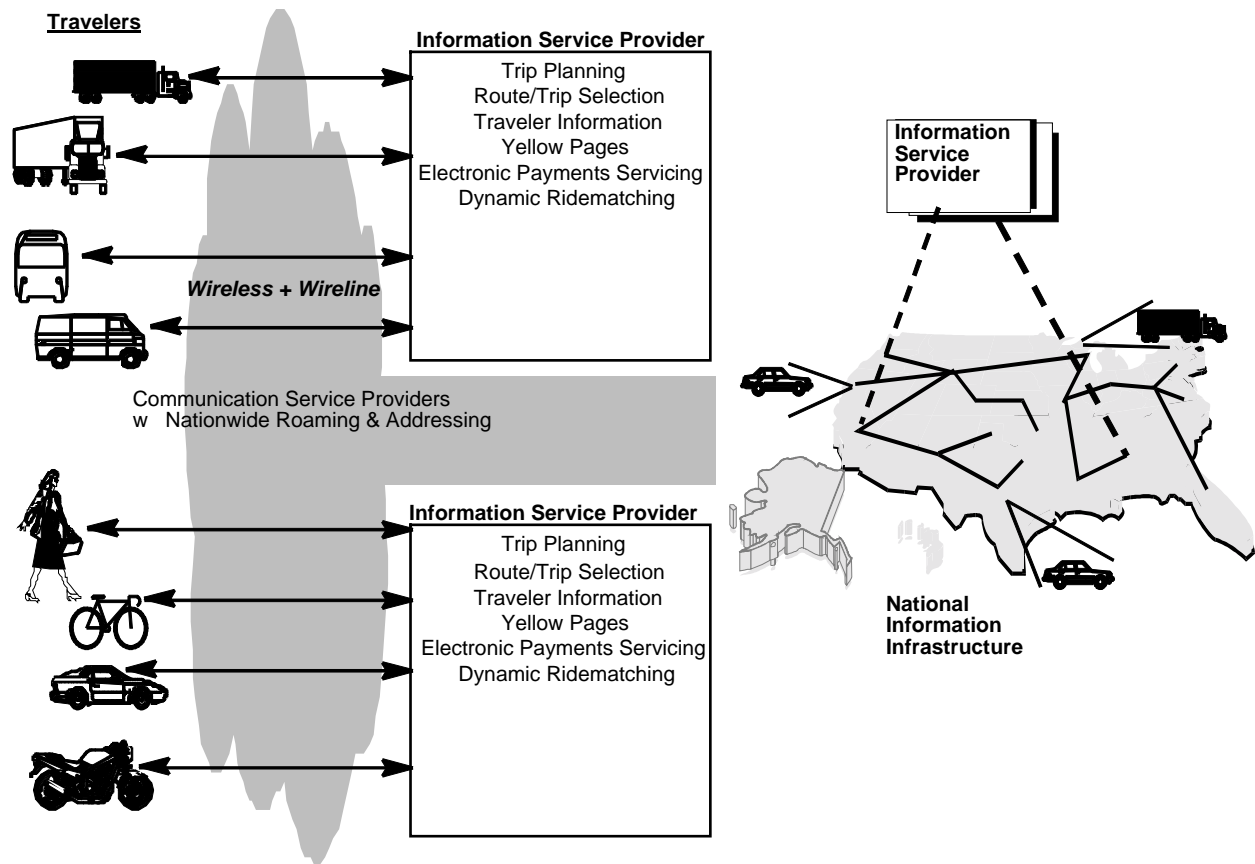 Travelers
Information Service Provider
Trip Planning
Route/Trip Selection
Traveler Information
Yellow Pages
Electronic Payments Servicing
Dynamic Ridematching
Wireless + Wireline
Communication Service Providers
w Nationwide Roaming & Addressing
Information Service Provider
Trip Planning
Route/Trip Selection
Traveler Information
Yellow Pages
Electronic Payments Servicing
Dynamic Ridematching
Information
Service
Provider
National
Information
Infrastructure